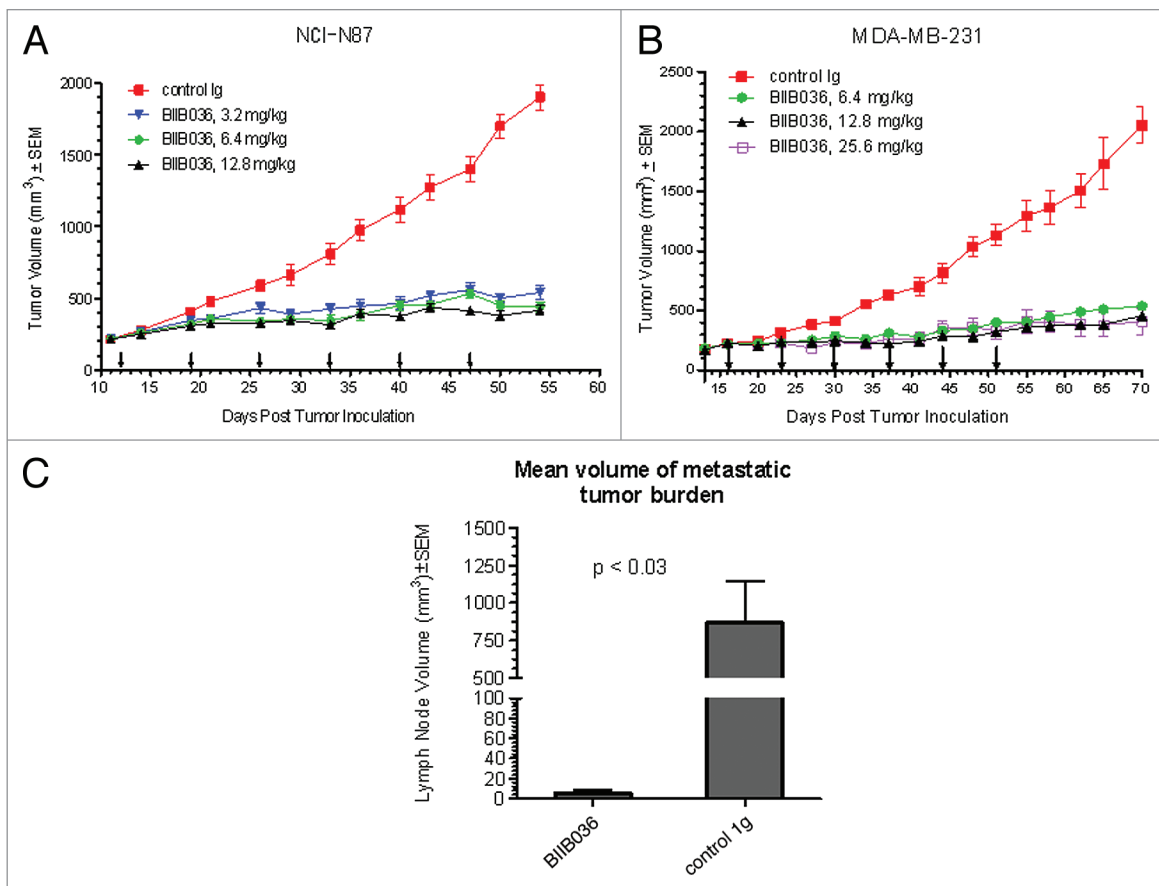 A
NCI-N87
control Ig
BIIB036, 3.2 mg/kg
BIIB036, 6.4 mg/kg
BIIB036, 12.8 mg/kg
Tumor Volume (mm³) ± SEM
2000
1500
1000
500
0
10 15 20 25 30 35 40 45 50 55 60
Days Post Tumor Inoculation
B
MDA-MB-231
control Ig
BIIB036, 6.4 mg/kg
BIIB036, 12.8 mg/kg
BIIB036, 25.6 mg/kg
Tumor Volume (mm³) ± SEM
2500
2000
1500
1000
500
0
15 20 25 30 35 40 45 50 55 60 65 70
Days Post Tumor Inoculation
C
Mean volume of metastatic
tumor burden
Lymph Node Volume (mm³)±SEM
1500
1250
1000
750
500
100
80
60
40
20
0
p < 0.03
BIIB036
control 1g